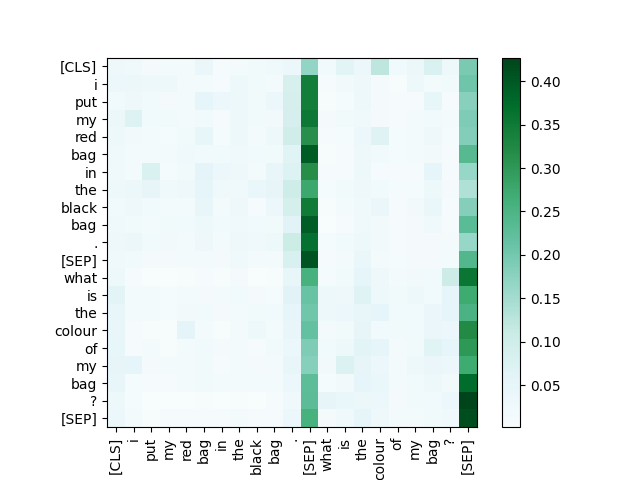 [CLS]
i
put
my
red
bag
in
the
black
bag
.
[SEP]
what
is
the
colour
of
my
bag
?
[SEP]
[CLS] i put my red bag in the black bag . [SEP] what is the colour of my bag ? [SEP]
0.40
0.35
0.30
0.25
0.20
0.15
0.10
0.05